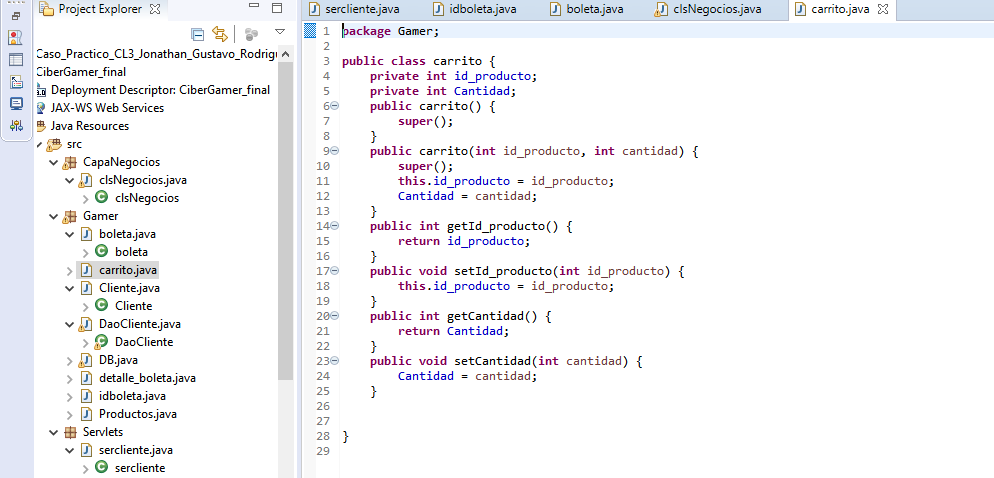 Project Explorer
Caso_Practico_CL3_Jonathan_Gustavo_Rodrig
CiberGamer_final
Deployment Descriptor: CiberGamer_final
JAX-WS Web Services
Java Resources
src
CapaNegocios
clsNegocios.java
clsNegocios
Gamer
boleta.java
boleta
carrito.java
Cliente.java
Cliente
DaoCliente.java
DaoCliente
DB.java
detalle_boleta.java
idboleta.java
Productos.java
Servlets
sercliente.java
sercliente
sercliente.java idboleta.java boleta.java clsNegocios.java carrito.java
1 package Gamer;
2
3 public class carrito {
4 private int id_producto;
5 private int Cantidad;
6 public carrito() {
7 super();
8 }
9 public carrito(int id_producto, int cantidad) {
10 super();
11 this.id_producto = id_producto;
12 Cantidad = cantidad;
13 }
14 public int getId_producto() {
15 return id_producto;
16 }
17 public void setId_producto(int id_producto) {
18 this.id_producto = id_producto;
19 }
20 public int getCantidad() {
21 return Cantidad;
22 }
23 public void setCantidad(int cantidad) {
24 Cantidad = cantidad;
25 }
26
27
28 }
29